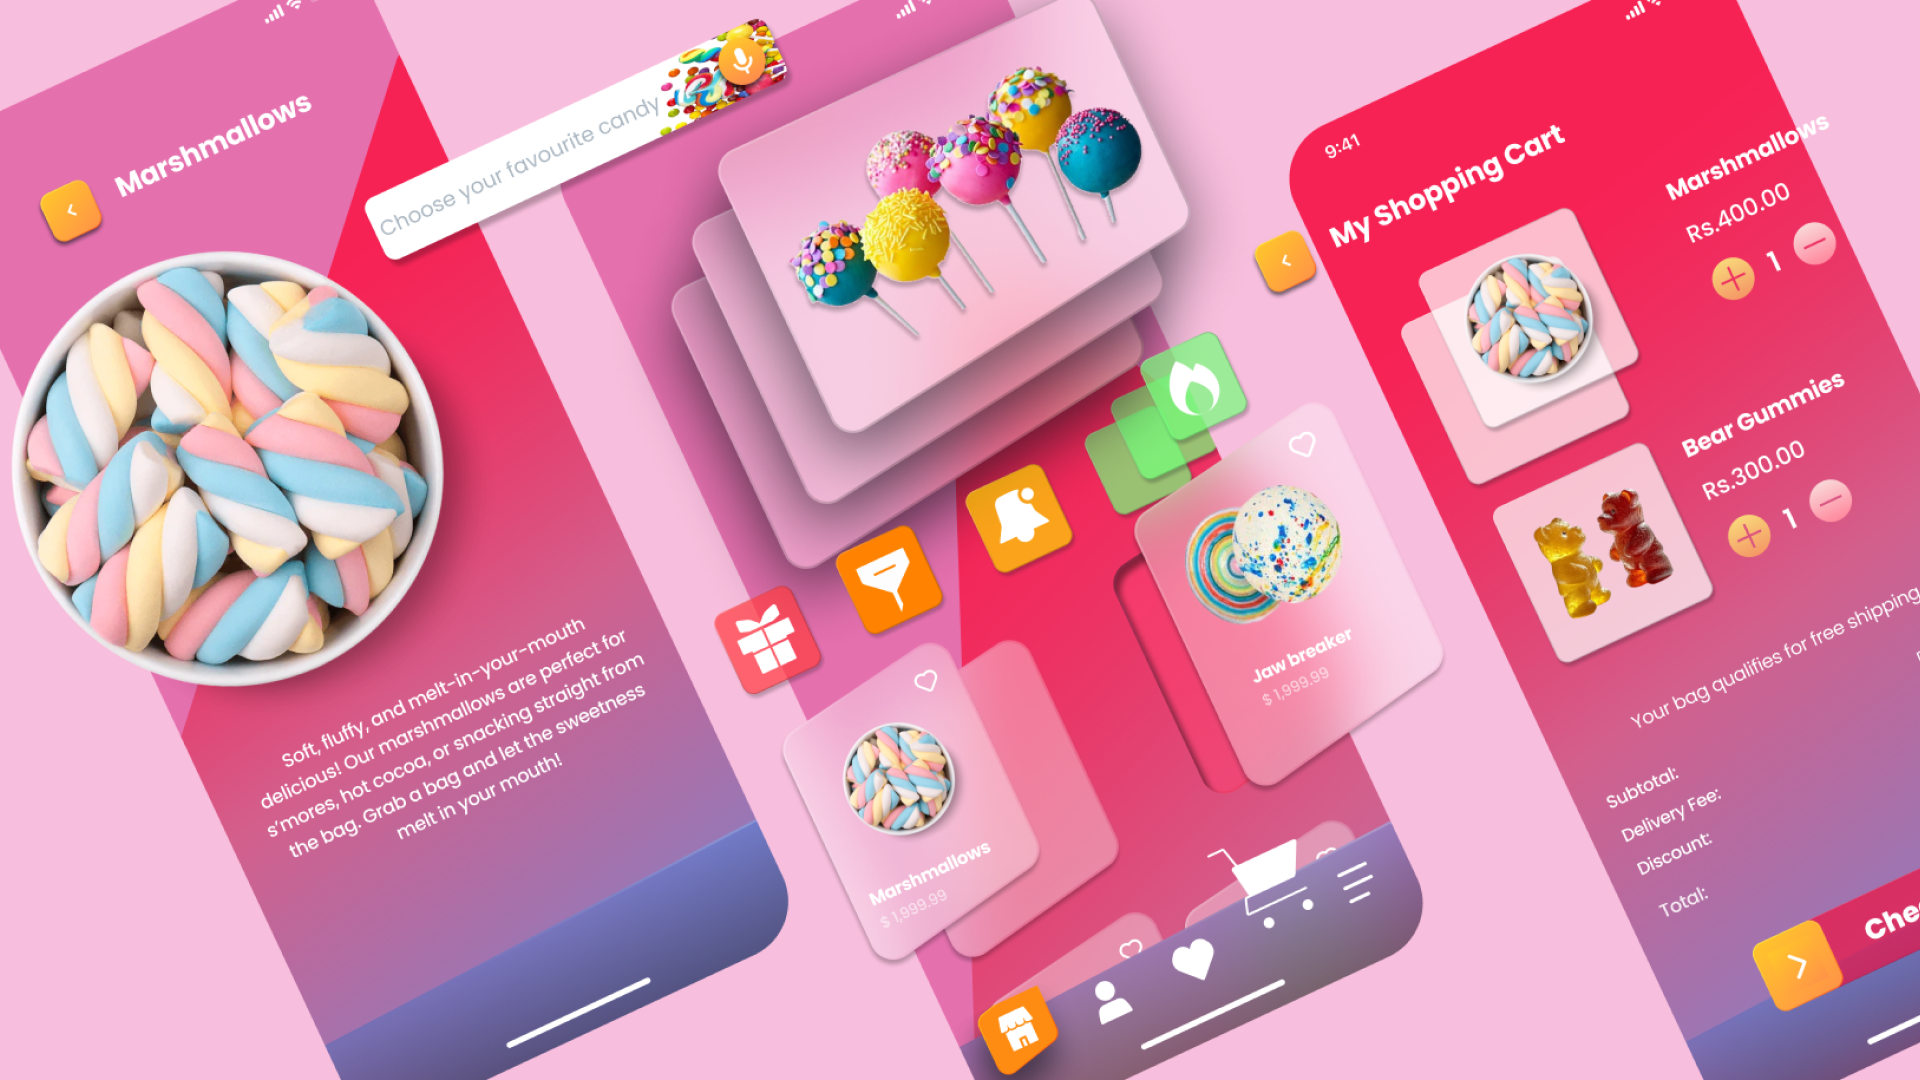 Marshmallows
Soft, fluffy, and melt-in-your-mouth
delicious! Our marshmallows are perfect for
s'mores, hot cocoa, or snacking straight from
the bag. Grab a bag and let the sweetness
melt in your mouth!
Choose your favourite candy
Jaw breaker
$ 1,999.99
Marshmallows
$ 1,999.99
9:41
My Shopping Cart
Marshmallows
Rs.400.00
1
Bear Gummies
Rs.300.00
1
Your bag qualifies for free shipping
Subtotal:
Delivery Fee:
Discount:
Total: